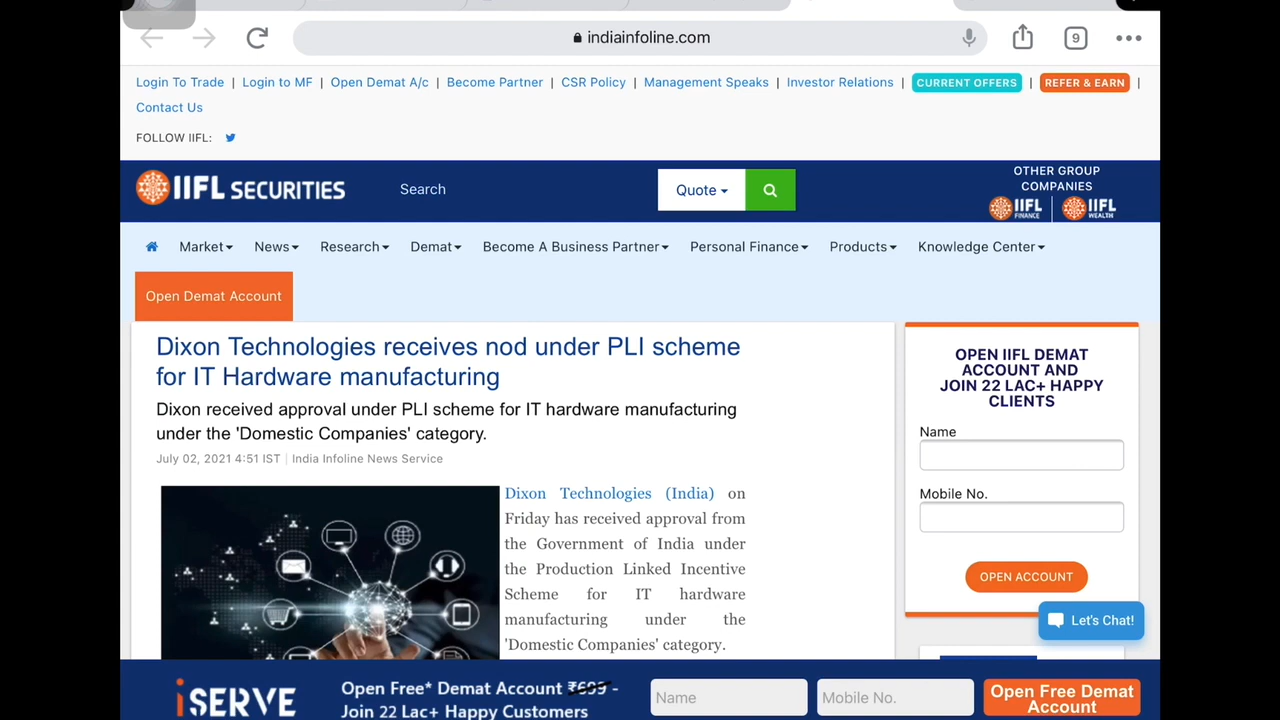 indiainfoline.com
9
Login To Trade | Login to MF | Open Demat A/c | Become Partner | CSR Policy | Management Speaks | Investor Relations | CURRENT OFFERS | REFER & EARN |
Contact Us
FOLLOW IIFL:
IIFL SECURITIES
Search
Quote
OTHER GROUP
COMPANIES
IIFL FINANCE
IIFL WEALTH
Market News Research Demat Become A Business Partner Personal Finance Products Knowledge Center
Open Demat Account
Dixon Technologies receives nod under PLI scheme
for IT Hardware manufacturing
Dixon received approval under PLI scheme for IT hardware manufacturing
under the 'Domestic Companies' category.
July 02, 2021 4:51 IST | India Infoline News Service
Dixon Technologies (India) on
Friday has received approval from
the Government of India under
the Production Linked Incentive
Scheme for IT hardware
manufacturing under the
'Domestic Companies' category.
OPEN IIFL DEMAT
ACCOUNT AND
JOIN 22 LAC+ HAPPY
CLIENTS
Name
Mobile No.
OPEN ACCOUNT
Let's Chat!
iSERVE
Open Free* Demat Account ₹699 -
Join 22 Lac+ Happy Customers
Name
Mobile No.
Open Free Demat
Account